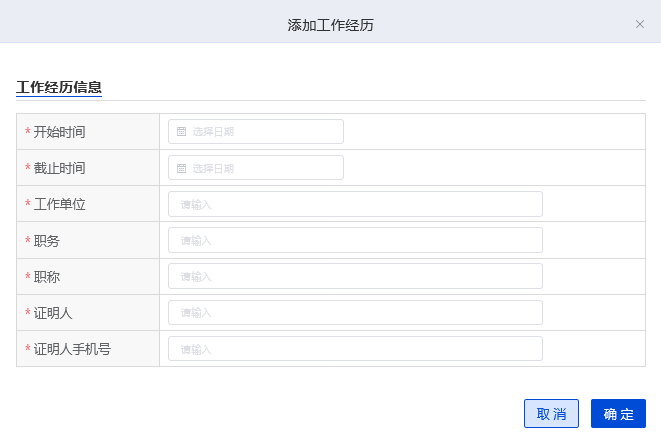 添加工作经历
工作经历信息
* 开始时间 选择日期
* 截止时间 选择日期
* 工作单位 请输入
* 职务 请输入
* 职称 请输入
* 证明人 请输入
* 证明人手机号 请输入
取消 确定